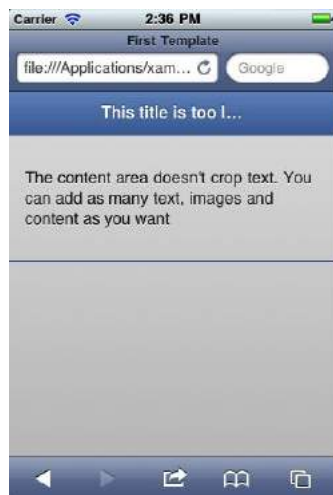 Carrier 2:36 PM
First Template
file:///Applications/xam... Google
This title is too l...
The content area doesn't crop text. You
can add as many text, images and
content as you want